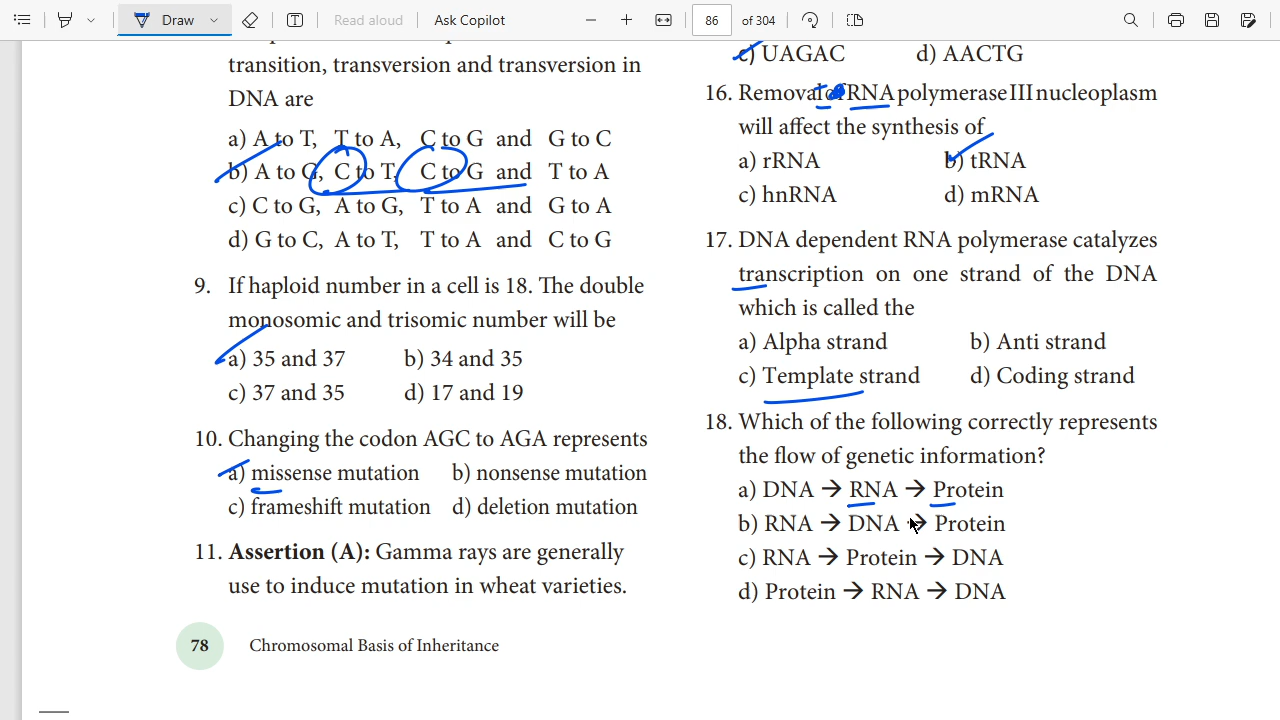 Draw
Read aloud
Ask Copilot
86
of 304
transition, transversion and transversion in
DNA are
a) A to T, T to A, C to G and G to C
b) A to G, C to T, C to G and T to A
c) C to G, A to G, T to A and G to A
d) G to C, A to T, T to A and C to G
9. If haploid number in a cell is 18. The double
monosomic and trisomic number will be
a) 35 and 37 b) 34 and 35
c) 37 and 35 d) 17 and 19
10. Changing the codon AGC to AGA represents
a) missense mutation b) nonsense mutation
c) frameshift mutation d) deletion mutation
11. Assertion (A): Gamma rays are generally
use to induce mutation in wheat varieties.
78 Chromosomal Basis of Inheritance
c) UAGAC d) AACTG
16. Removal of RNA polymerase III nucleoplasm
will affect the synthesis of
a) rRNA b) tRNA
c) hnRNA d) mRNA
17. DNA dependent RNA polymerase catalyzes
transcription on one strand of the DNA
which is called the
a) Alpha strand b) Anti strand
c) Template strand d) Coding strand
18. Which of the following correctly represents
the flow of genetic information?
a) DNA → RNA → Protein
b) RNA → DNA → Protein
c) RNA → Protein → DNA
d) Protein → RNA → DNA